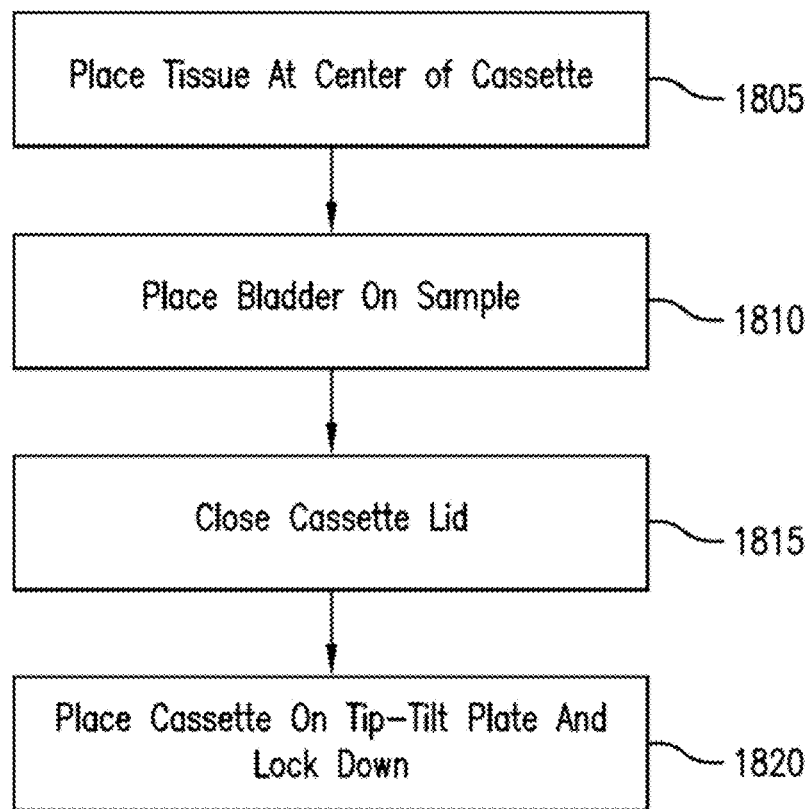 Place Tissue At Center of Cassette
1805
Place Bladder On Sample
1810
Close Cassette Lid
1815
Place Cassette On Tip-Tilt Plate And
Lock Down
1820